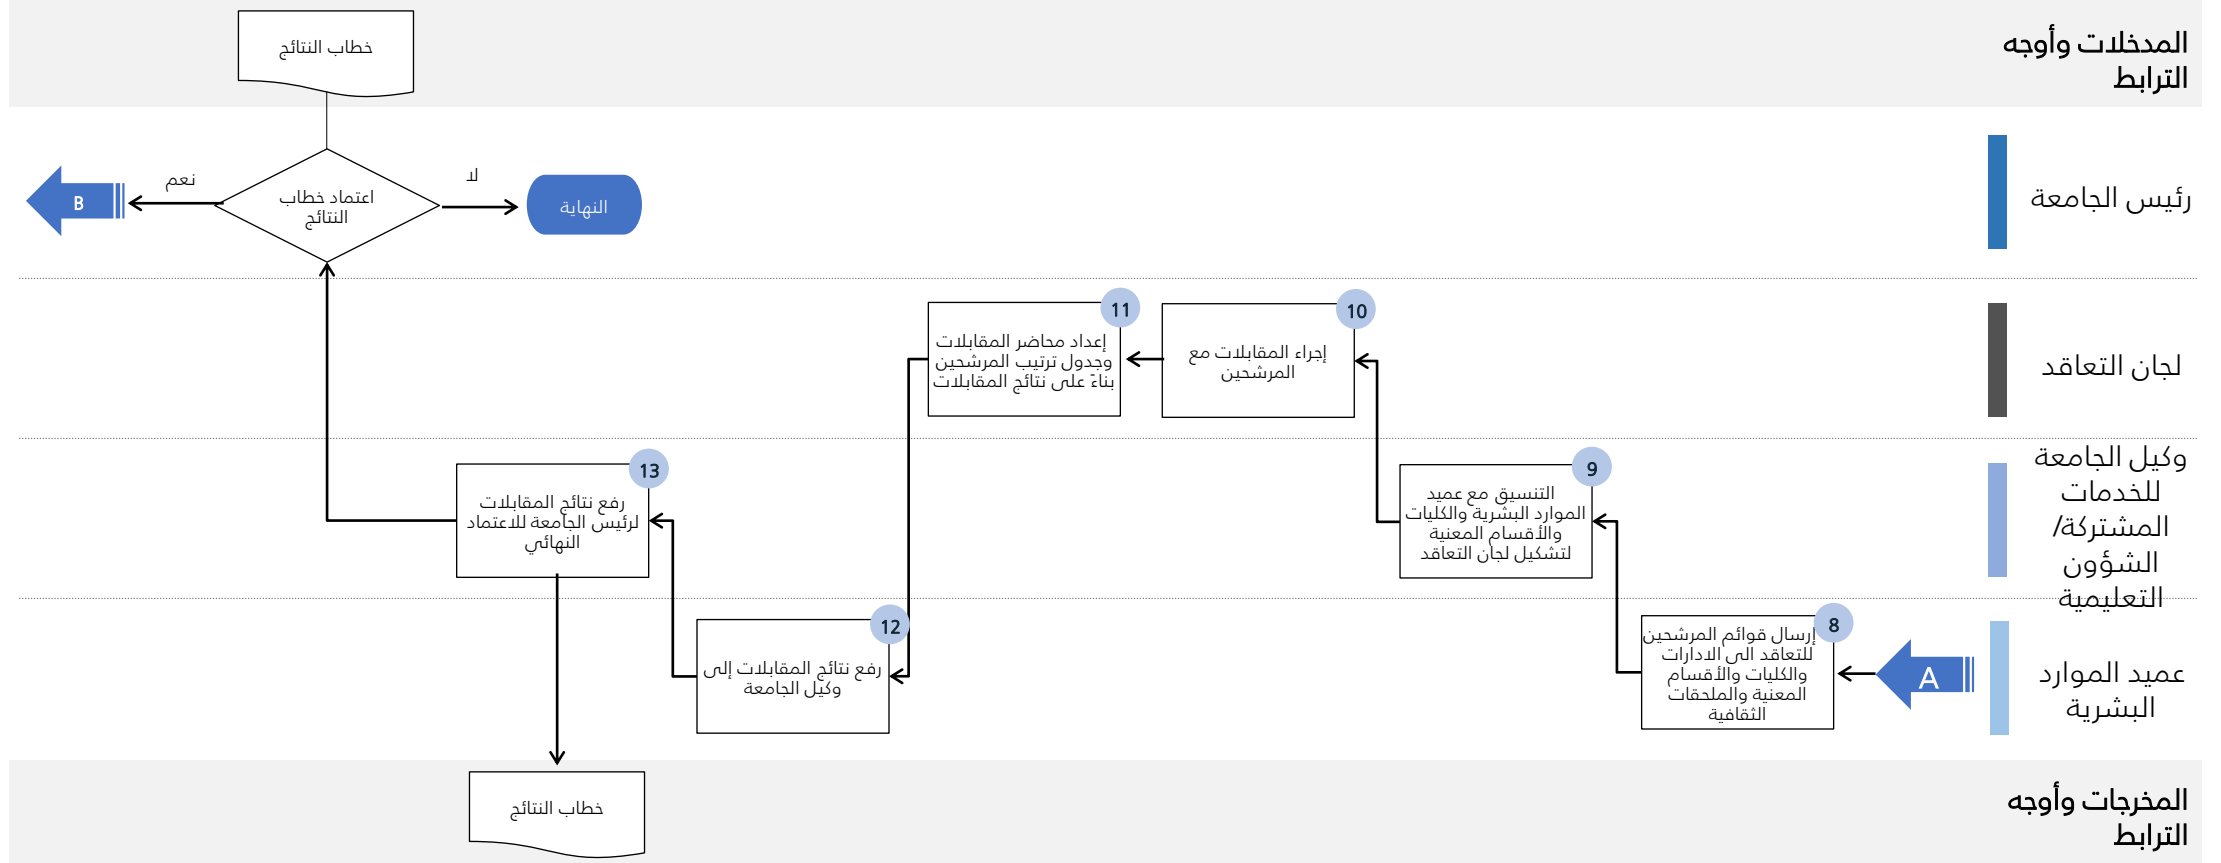 المدخلات وأوجه
الترابط
خطاب النتائج
رئيس الجامعة
النهاية
لا
اعتماد خطاب
النتائج
نعم
B
لجان التعاقد
10
إجراء المقابلات مع
المرشحين
11
إعداد محاضر المقابلات
وجدول ترتيب المرشحين
بناءً على نتائج المقابلات
وكيل الجامعة
للخدمات
المشتركة/
الشؤون
التعليمية
9
التنسيق مع عميد
الموارد البشرية والكليات
والأقسام المعنية
لتشكيل لجان التعاقد
13
رفع نتائج المقابلات
لرئيس الجامعة للاعتماد
النهائي
عميد الموارد
البشرية
A
8
إرسال قوائم المرشحين
للتعاقد الى الادارات
والكليات والأقسام
المعنية والملحقات
الثقافية
12
رفع نتائج المقابلات إلى
وكيل الجامعة
المخرجات وأوجه
الترابط
خطاب النتائج